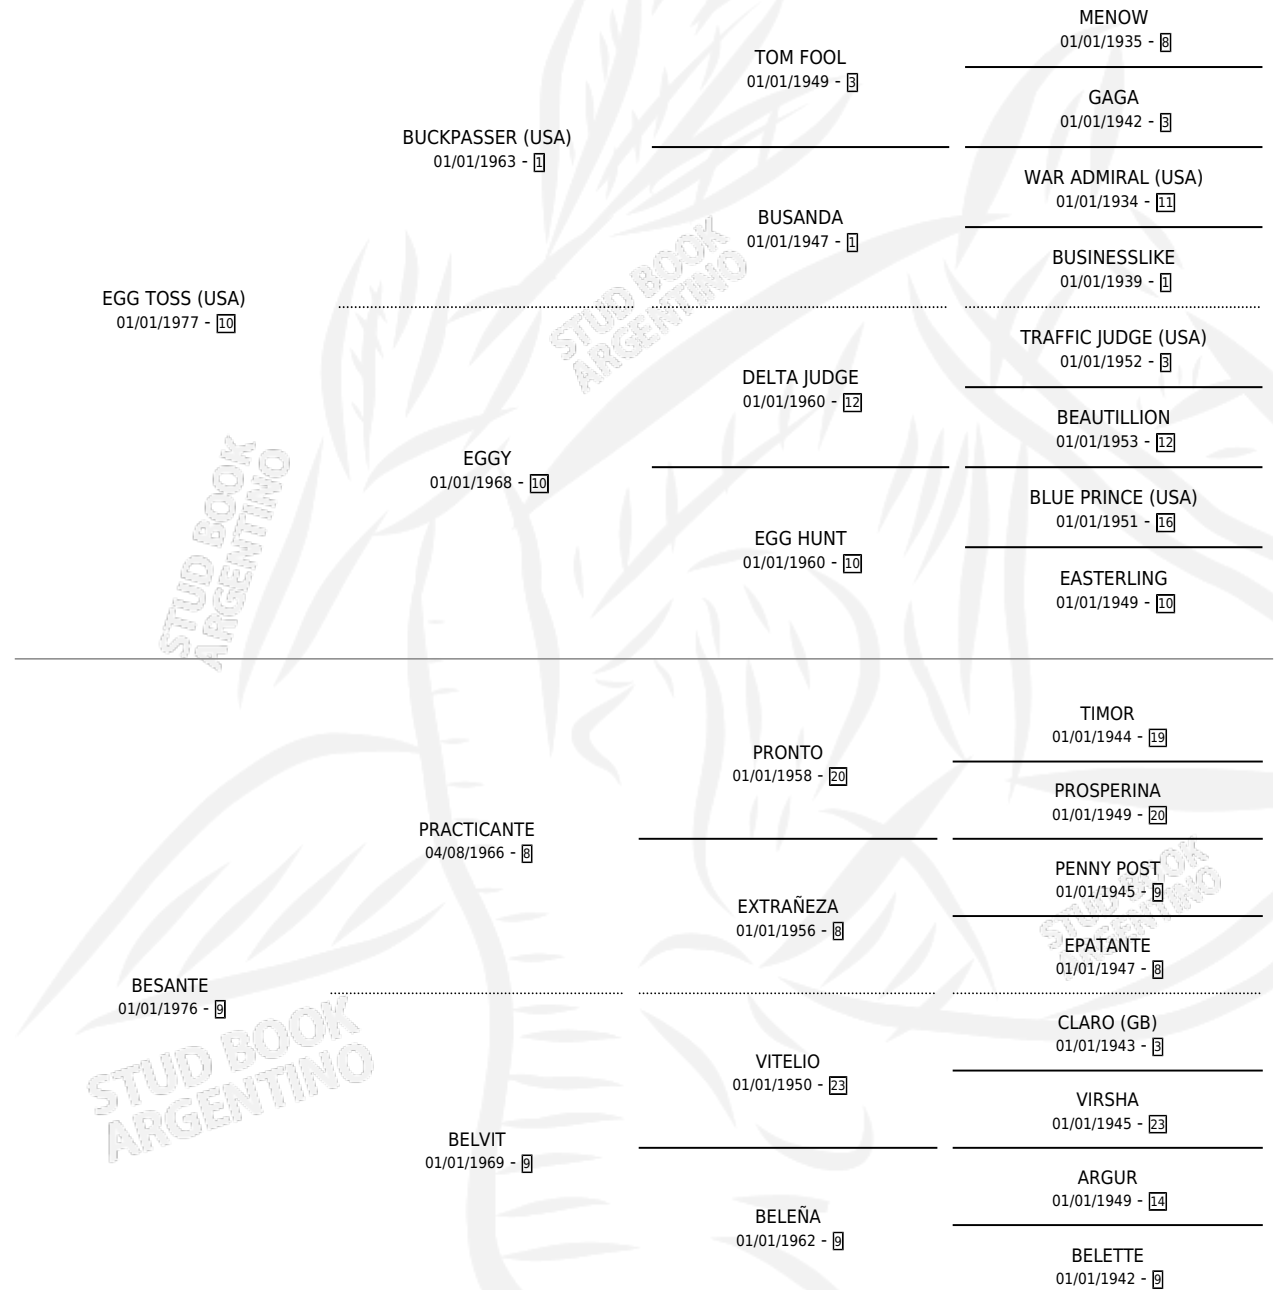 MENOW
01/01/1935 - 8
TOM FOOL
01/01/1949 - 3
GAGA
01/01/1942 - 3
BUCKPASSER (USA)
01/01/1963 - 1
WAR ADMIRAL (USA)
01/01/1934 - 11
BUSANDA
01/01/1947 - 1
BUSINESSLIKE
01/01/1939 - 1
EGG TOSS (USA)
01/01/1977 - 10
TRAFFIC JUDGE (USA)
01/01/1952 - 3
DELTA JUDGE
01/01/1960 - 12
BEAUTILLION
01/01/1953 - 12
EGGY
01/01/1968 - 10
BLUE PRINCE (USA)
01/01/1951 - 16
EGG HUNT
01/01/1960 - 10
EASTERLING
01/01/1949 - 10
TIMOR
01/01/1944 - 19
PRONTO
01/01/1958 - 20
PROSPERINA
01/01/1949 - 20
PRACTICANTE
04/08/1966 - 8
PENNY POST
01/01/1945 - 9
EXTRAÑEZA
01/01/1956 - 8
EPATANTE
01/01/1947 - 8
BESANTE
01/01/1976 - 9
CLARO (GB)
01/01/1943 - 3
VITELIO
01/01/1950 - 23
VIRSHA
01/01/1945 - 23
BELVIT
01/01/1969 - 9
ARGUR
01/01/1949 - 14
BELEÑA
01/01/1962 - 9
BELETTE
01/01/1942 - 9
STUD BOOK
ARGENTINO
STUD BOOK
ARGENTINO
STUD BOOK
ARGENTINO
STUD BOOK
ARGENTINO